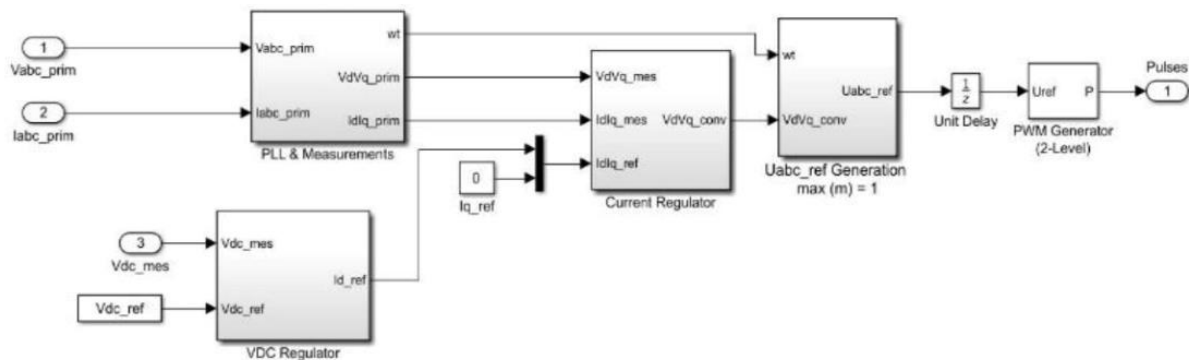 1
Vabc_prim
2
Iabc_prim
Vabc_prim
Iabc_prim
wt
VdVq_prim
IdIq_prim
PLL & Measurements
0
Iq_ref
VdVq_mes
IdIq_mes
IdIq_ref
VdVq_conv
Current Regulator
wt
VdVq_conv
Uabc_ref
Uabc_ref Generation
max (m) = 1
1
z
Unit Delay
Uref
P
PWM Generator
(2-Level)
Pulses
1
3
Vdc_mes
Vdc_ref
Vdc_mes
Vdc_ref
Id_ref
VDC Regulator